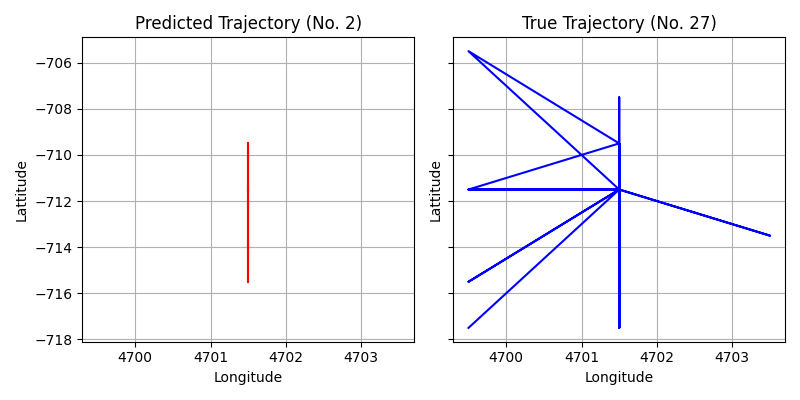 Predicted Trajectory (No. 2)
True Trajectory (No. 27)
Lattitude
−706
−708
−710
−712
−714
−716
−718
4700
4701
4702
4703
Longitude
Lattitude
4700
4701
4702
4703
Longitude